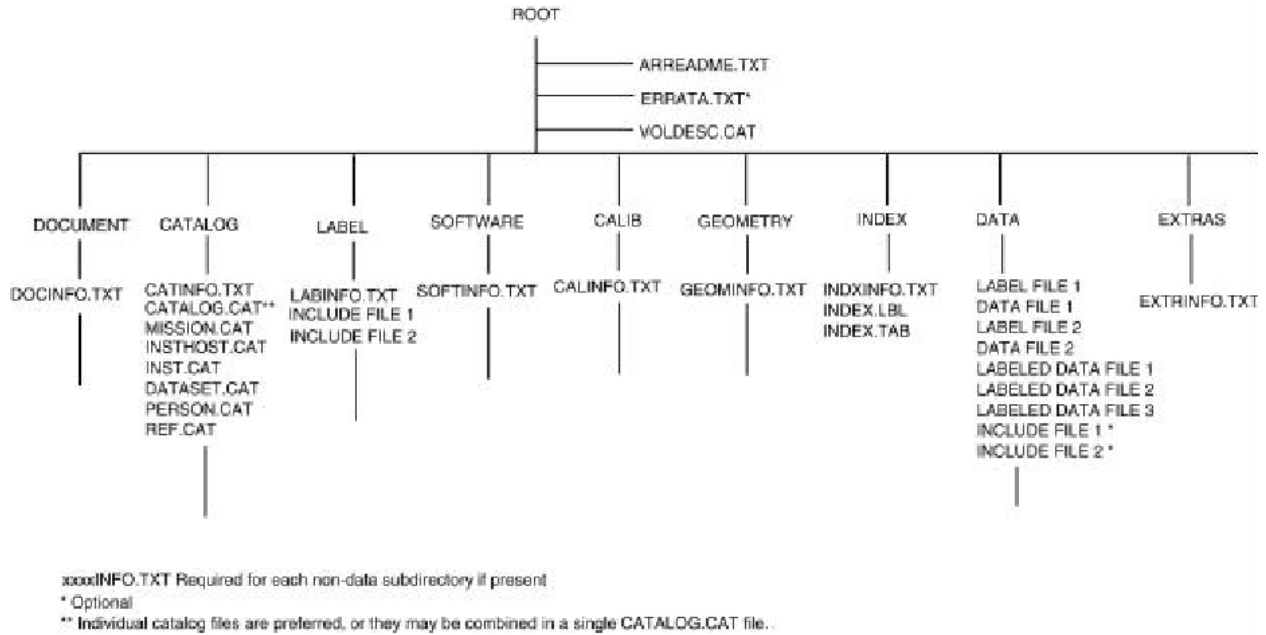 ROOT
ARREADME.TXT
ERRATA.TXT*
VOLDESC.CAT
DOCUMENT
DOCINFO.TXT
CATALOG
CATINFO.TXT
CATALOG.CAT**
MISSION.CAT
INSTHOST.CAT
INST.CAT
DATASET.CAT
PERSON.CAT
REF.CAT
LABEL
LABINFO.TXT
INCLUDE FILE 1
INCLUDE FILE 2
SOFTWARE
SOFTINFO.TXT
CALIB
CALINFO.TXT
GEOMETRY
GEOMINFO.TXT
INDEX
INDXINFO.TXT
INDEX.LBL
INDEX.TAB
DATA
LABEL FILE 1
DATA FILE 1
LABEL FILE 2
DATA FILE 2
LABELED DATA FILE 1
LABELED DATA FILE 2
LABELED DATA FILE 3
INCLUDE FILE 1 *
INCLUDE FILE 2 *
EXTRAS
EXTRINFO.TXT
xxxxINFO.TXT Required for each non-data subdirectory if present
* Optional
** Individual catalog files are preferred, or they may be combined in a single CATALOG.CAT file.